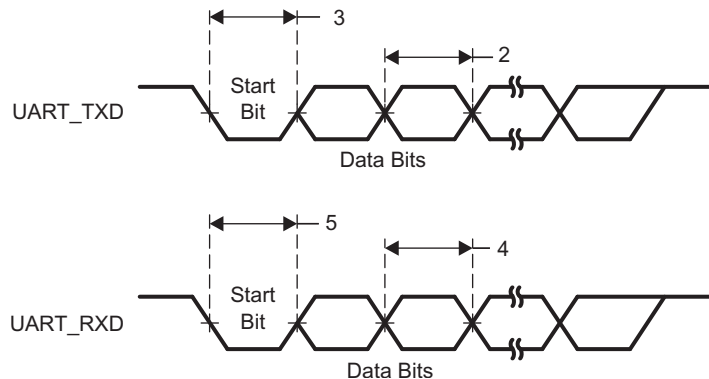 3
2
Start
Bit
UART_TXD
Data Bits
5
4
Start
Bit
UART_RXD
Data Bits